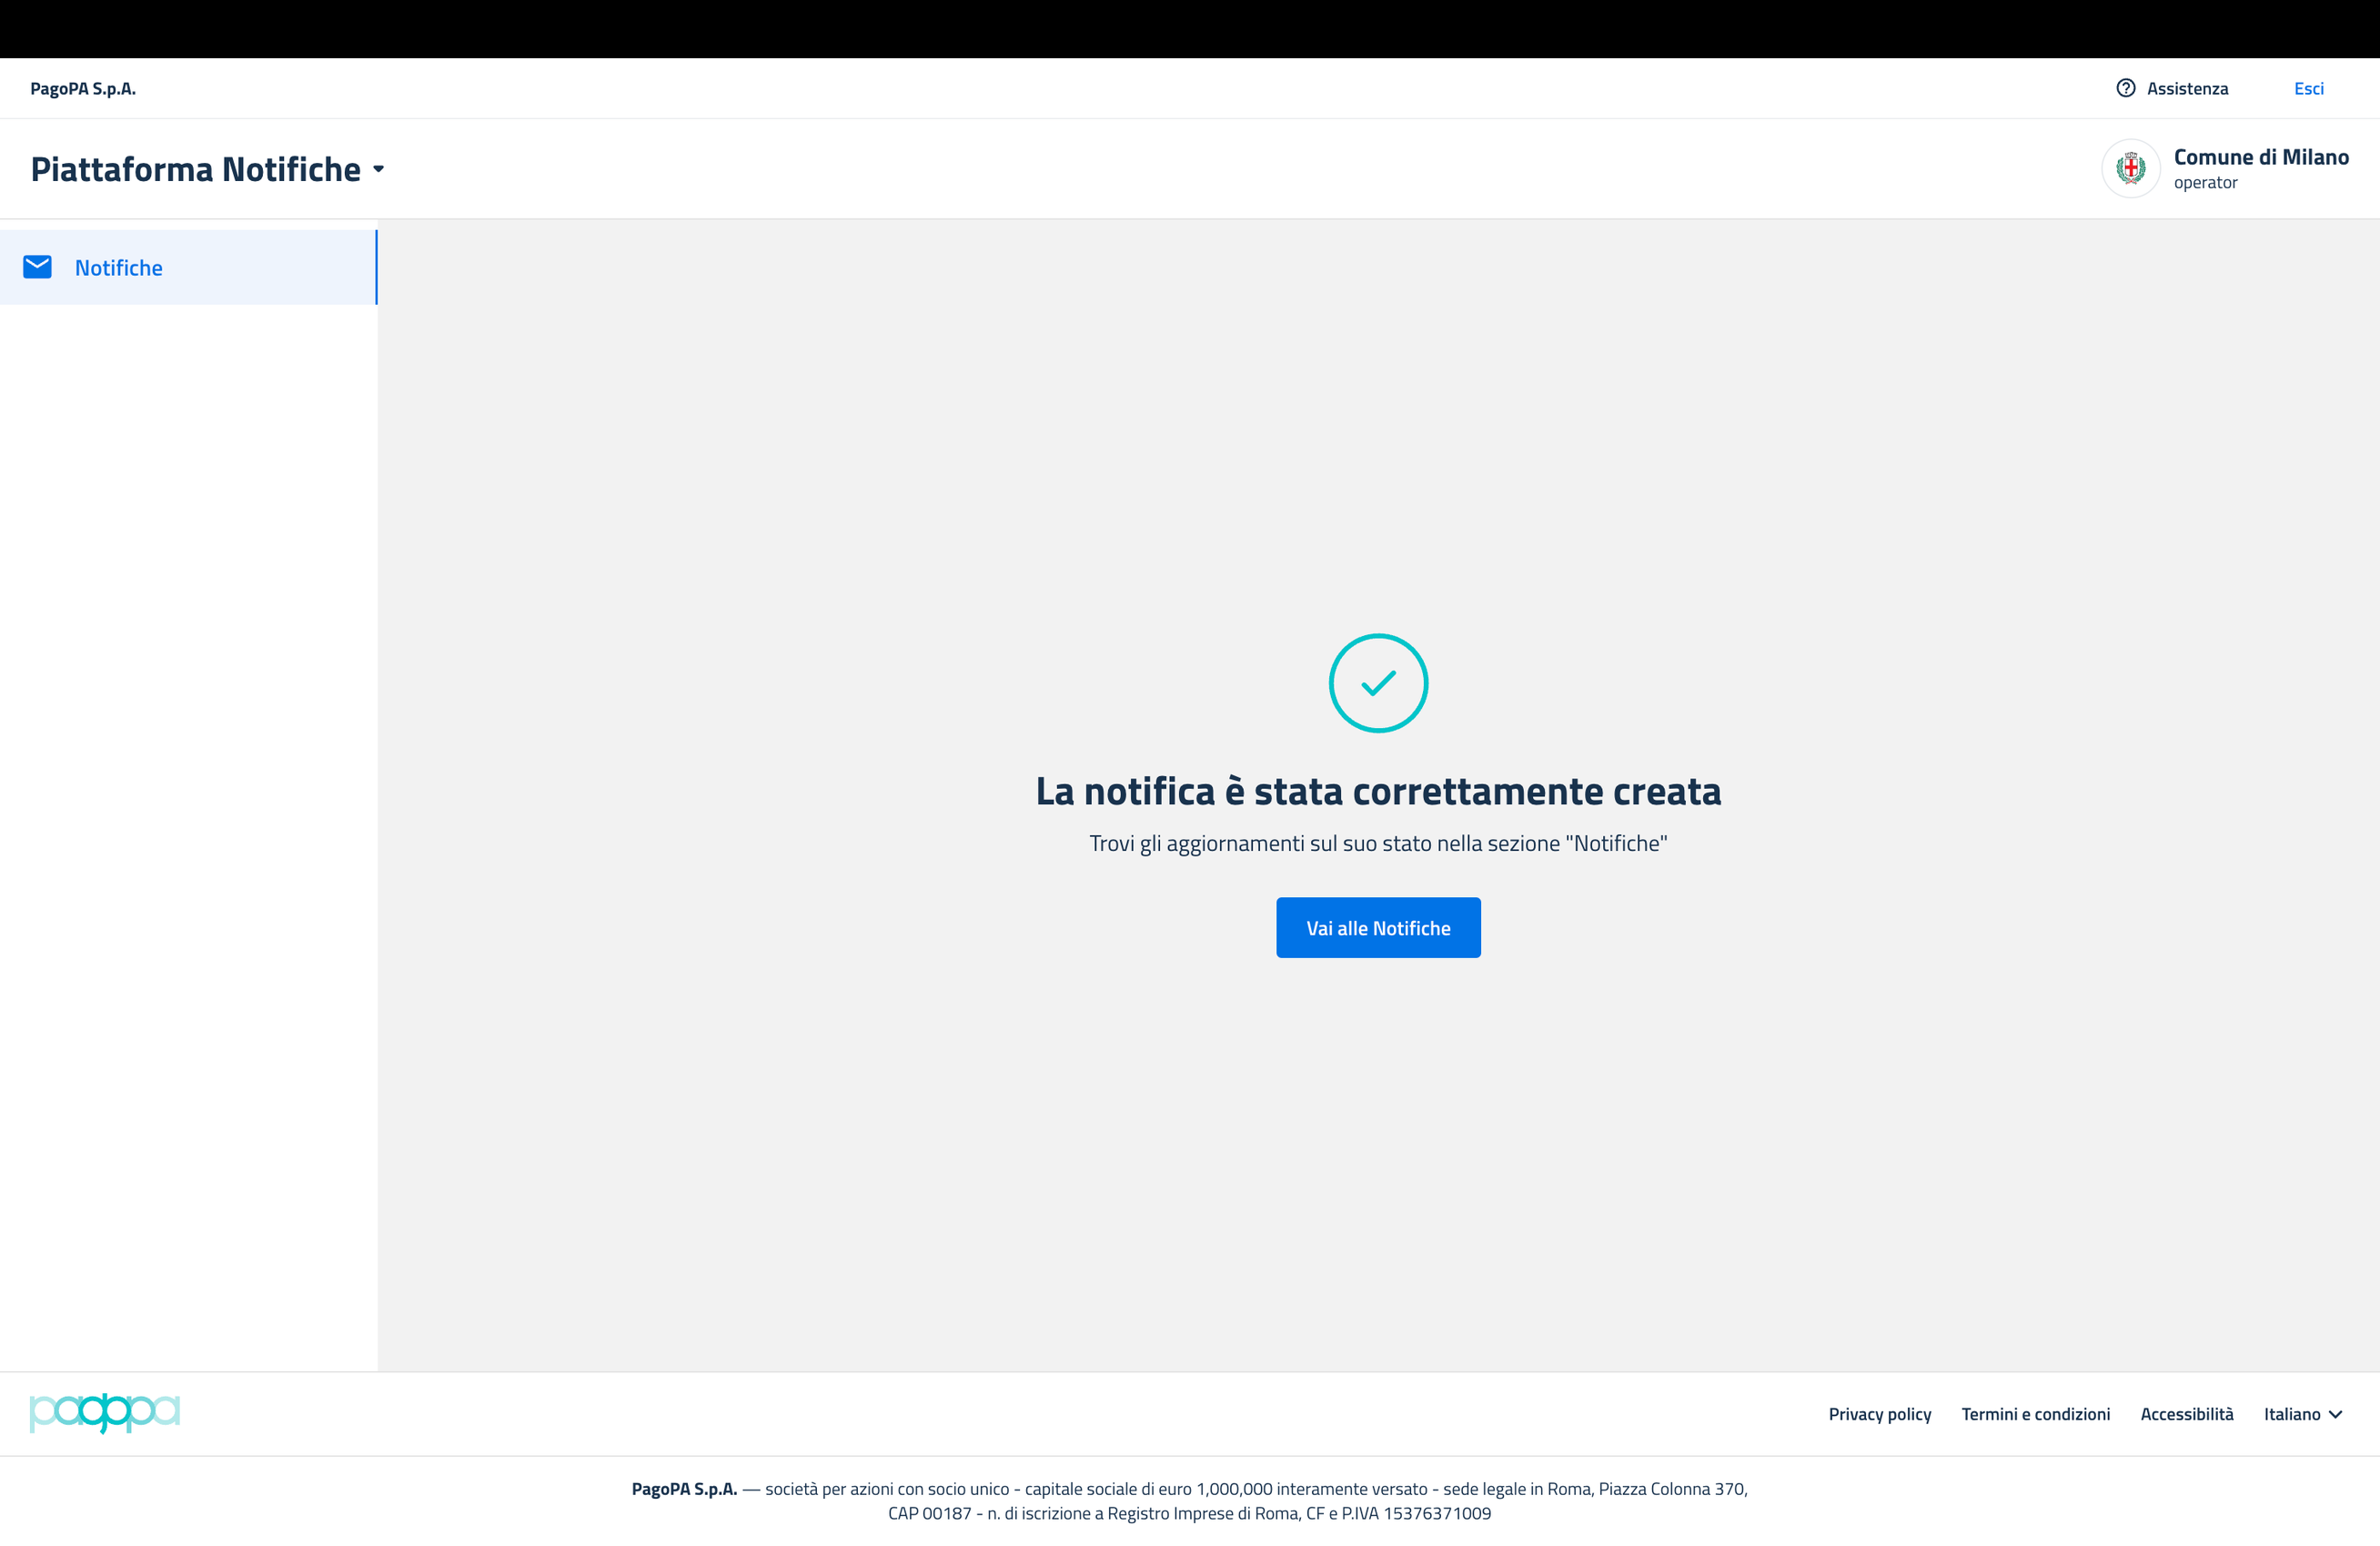 PagoPA S.p.A.
Assistenza
Esci
Piattaforma Notifiche
Comune di Milano
operator
Notifiche
La notifica è stata correttamente creata
Trovi gli aggiornamenti sul suo stato nella sezione "Notifiche"
Vai alle Notifiche
pagopa
Privacy policy
Termini e condizioni
Accessibilità
Italiano
PagoPA S.p.A. — società per azioni con socio unico - capitale sociale di euro 1,000,000 interamente versato - sede legale in Roma, Piazza Colonna 370,
CAP 00187 - n. di iscrizione a Registro Imprese di Roma, CF e P.IVA 15376371009